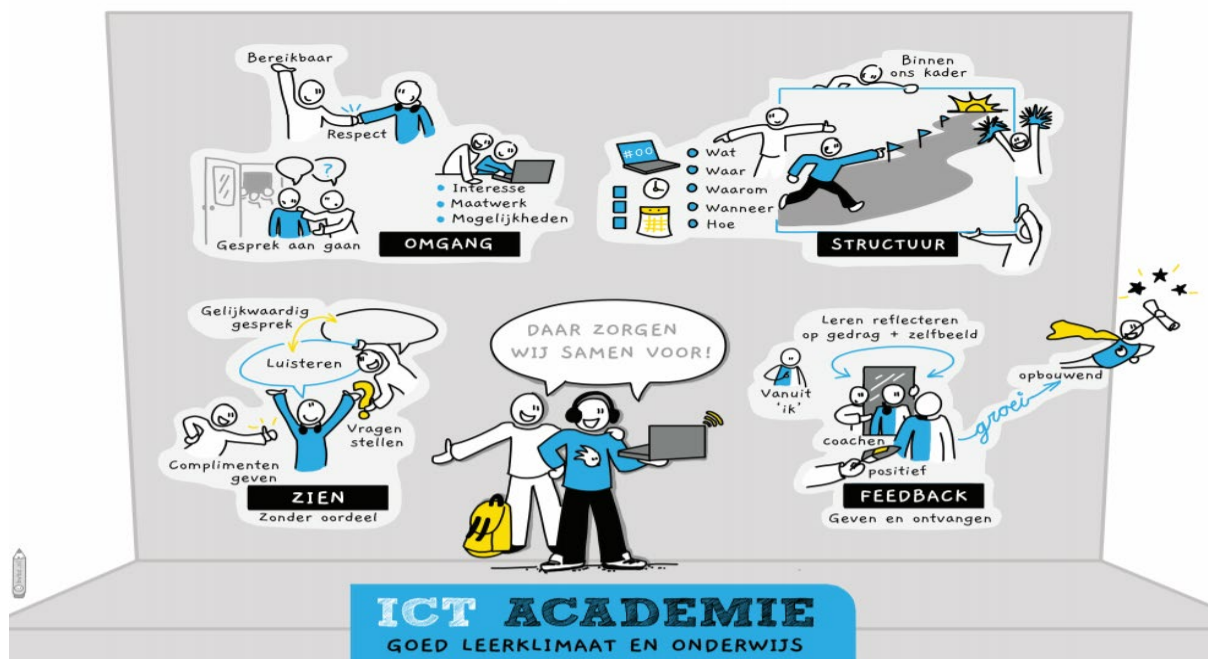 Bereikbaar
Respect
?
Gesprek aan gaan
Interesse
Maatwerk
Mogelijkheden
OMGANG
Binnen
ons kader
#00
Wat
Waar
Waarom
Wanneer
Hoe
STRUCTUUR
Gelijkwaardig
gesprek
Luisteren
?
Vragen
stellen
Complimenten
geven
ZIEN
Zonder oordeel
DAAR ZORGEN
WIJ SAMEN VOOR!
Leren reflecteren
op gedrag + zelfbeeld
Vanuit
'ik'
coachen
positief
groei
opbouwend
FEEDBACK
Geven en ontvangen
ICT ACADEMIE
GOED LEERKLIMAAT EN ONDERWIJS